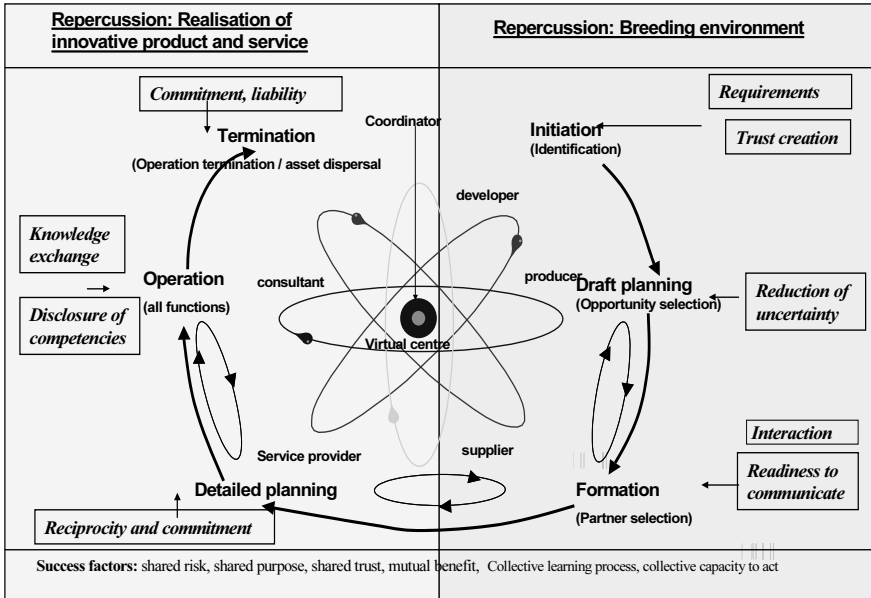 Repercussion: Realisation of
innovative product and service
Repercussion: Breeding environment
Commitment, liability
Termination
(Operation termination / asset dispersal
Coordinator
Initiation
(Identification)
Requirements
Trust creation
developer
Knowledge
exchange
Operation
(all functions)
Disclosure of
competencies
consultant
producer
Draft planning
(Opportunity selection)
Reduction of
uncertainty
Virtual centre
Service provider
supplier
Detailed planning
Formation
(Partner selection)
Interaction
Readiness to
communicate
Reciprocity and commitment
Success factors: shared risk, shared purpose, shared trust, mutual benefit, Collective learning process, collective capacity to act